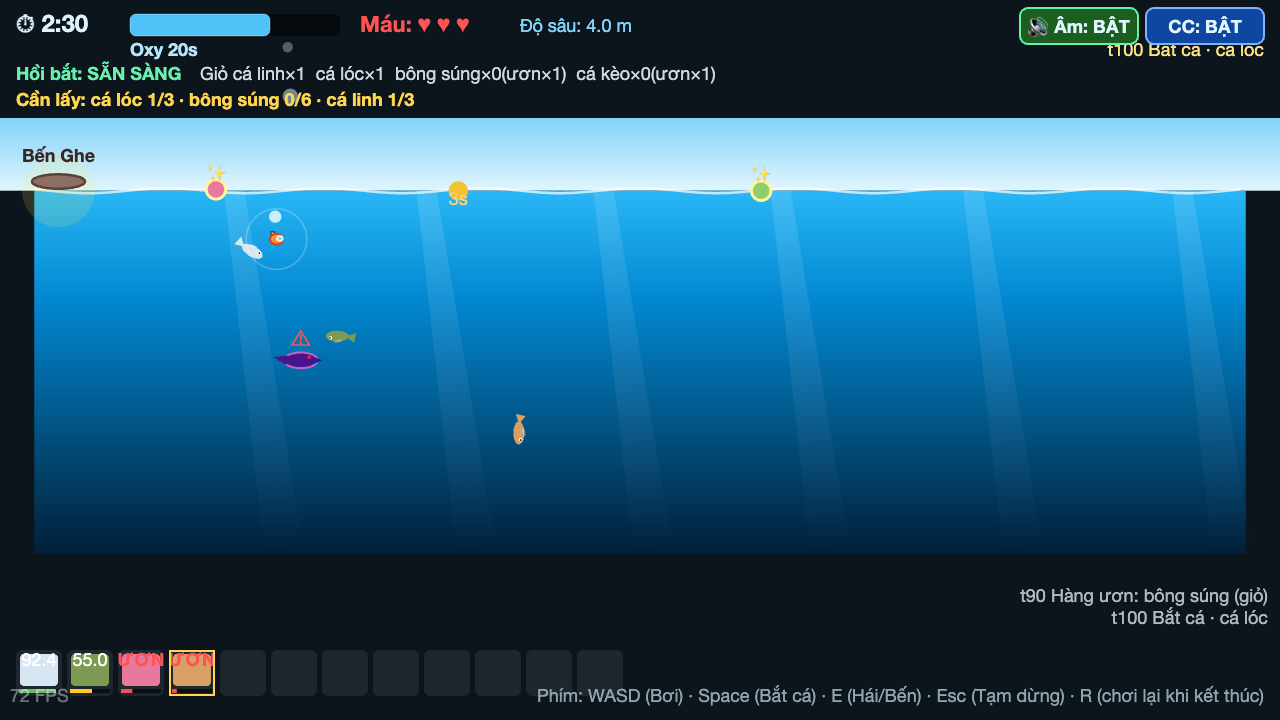 ⏱ 2:30
Máu: ♥ ♥ ♥
Độ sâu: 4.0 m
🔊 Âm: BẬT
CC: BẬT
Oxy 20s
t100 Bắt cá · cá lóc
Hồi bắt: SẴN SÀNG
Giỏ cá linh×1 cá lóc×1 bông súng×0(ươn×1) cá kèo×0(ươn×1)
Cần lấy: cá lóc 1/3 · bông súng 0/6 · cá linh 1/3
Bến Ghe
3s
t90 Hàng ươn: bông súng (giỏ)
t100 Bắt cá · cá lóc
92.4
55.0
ƯƠN
ƯƠN
72 FPS
Phím: WASD (Bơi) · Space (Bắt cá) · E (Hái/Bến) · Esc (Tạm dừng) · R (chơi lại khi kết thúc)